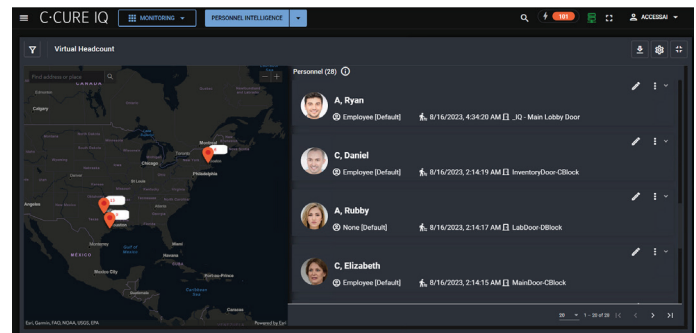 C•CURE IQ
MONITORING
PERSONNEL INTELLIGENCE
101
ACCESSAI
Virtual Headcount
Find address or place
Personnel (28)
CANADA
Calgary
Montreal
Toronto
Boston
Chicago
Philadelphia
St Louis
Angeles
Dallas
Houston
Monterrey
Gulf of
Mexico
Miami
Havana
MÉXICO
Mexico City
Port-au-Prince
Guatemala
Caribbean
Sea
Caracas
Esri, Garmin, FAO, NOAA, USGS, EPA
Powered by Esri
A, Ryan
Employee [Default] 8/16/2023, 4:34:20 AM _IQ - Main Lobby Door
C, Daniel
Employee [Default] 8/16/2023, 2:14:19 AM InventoryDoor-CBlock
A, Rubby
None [Default] 8/16/2023, 2:14:17 AM LabDoor-DBlock
C, Elizabeth
Employee [Default] 8/16/2023, 2:14:15 AM MainDoor-CBlock
20 1 - 20 of 28